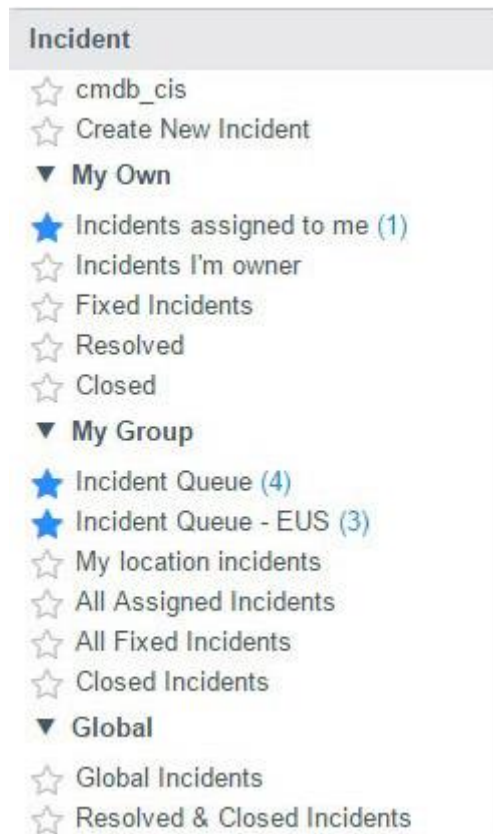 Incident
cmdb_cis
Create New Incident
My Own
Incidents assigned to me (1)
Incidents I'm owner
Fixed Incidents
Resolved
Closed
My Group
Incident Queue (4)
Incident Queue - EUS (3)
My location incidents
All Assigned Incidents
All Fixed Incidents
Closed Incidents
Global
Global Incidents
Resolved & Closed Incidents